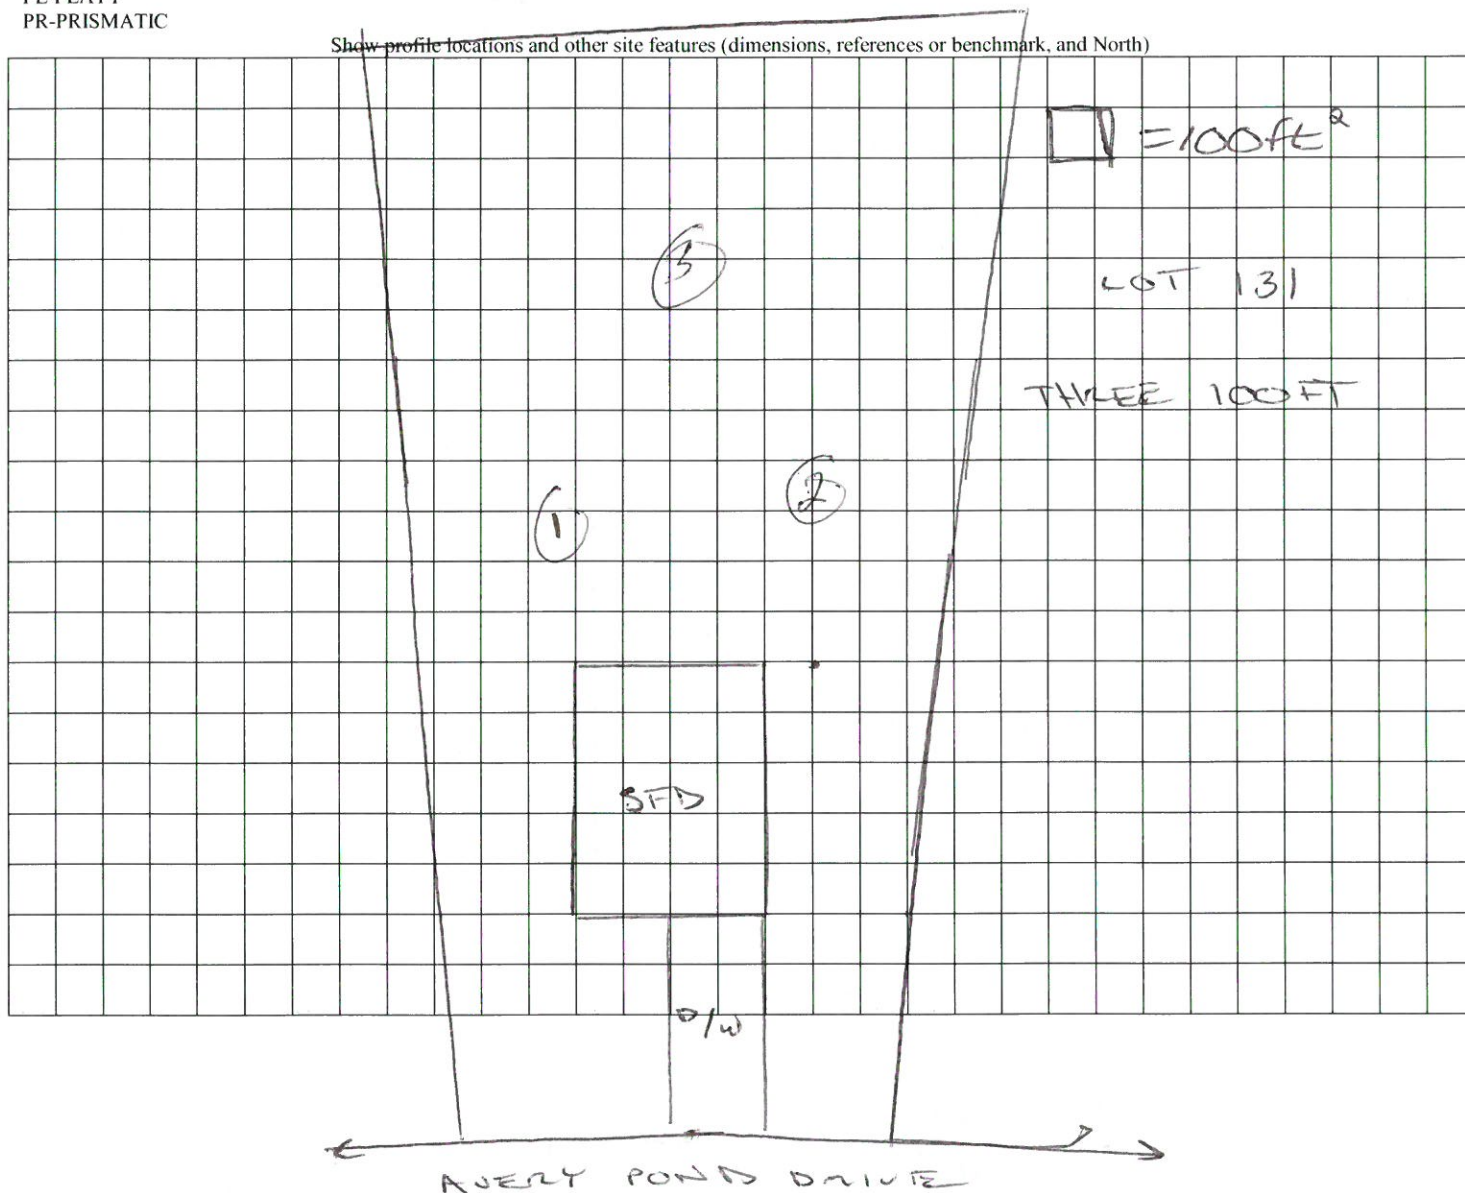 PR-PRISMATIC
Show profile locations and other site features (dimensions, references or benchmark, and North)
□ = 100ft²
3
LOT 131
THREE 100FT
2
1
SFD
D/W
AVERY POND DRIVE